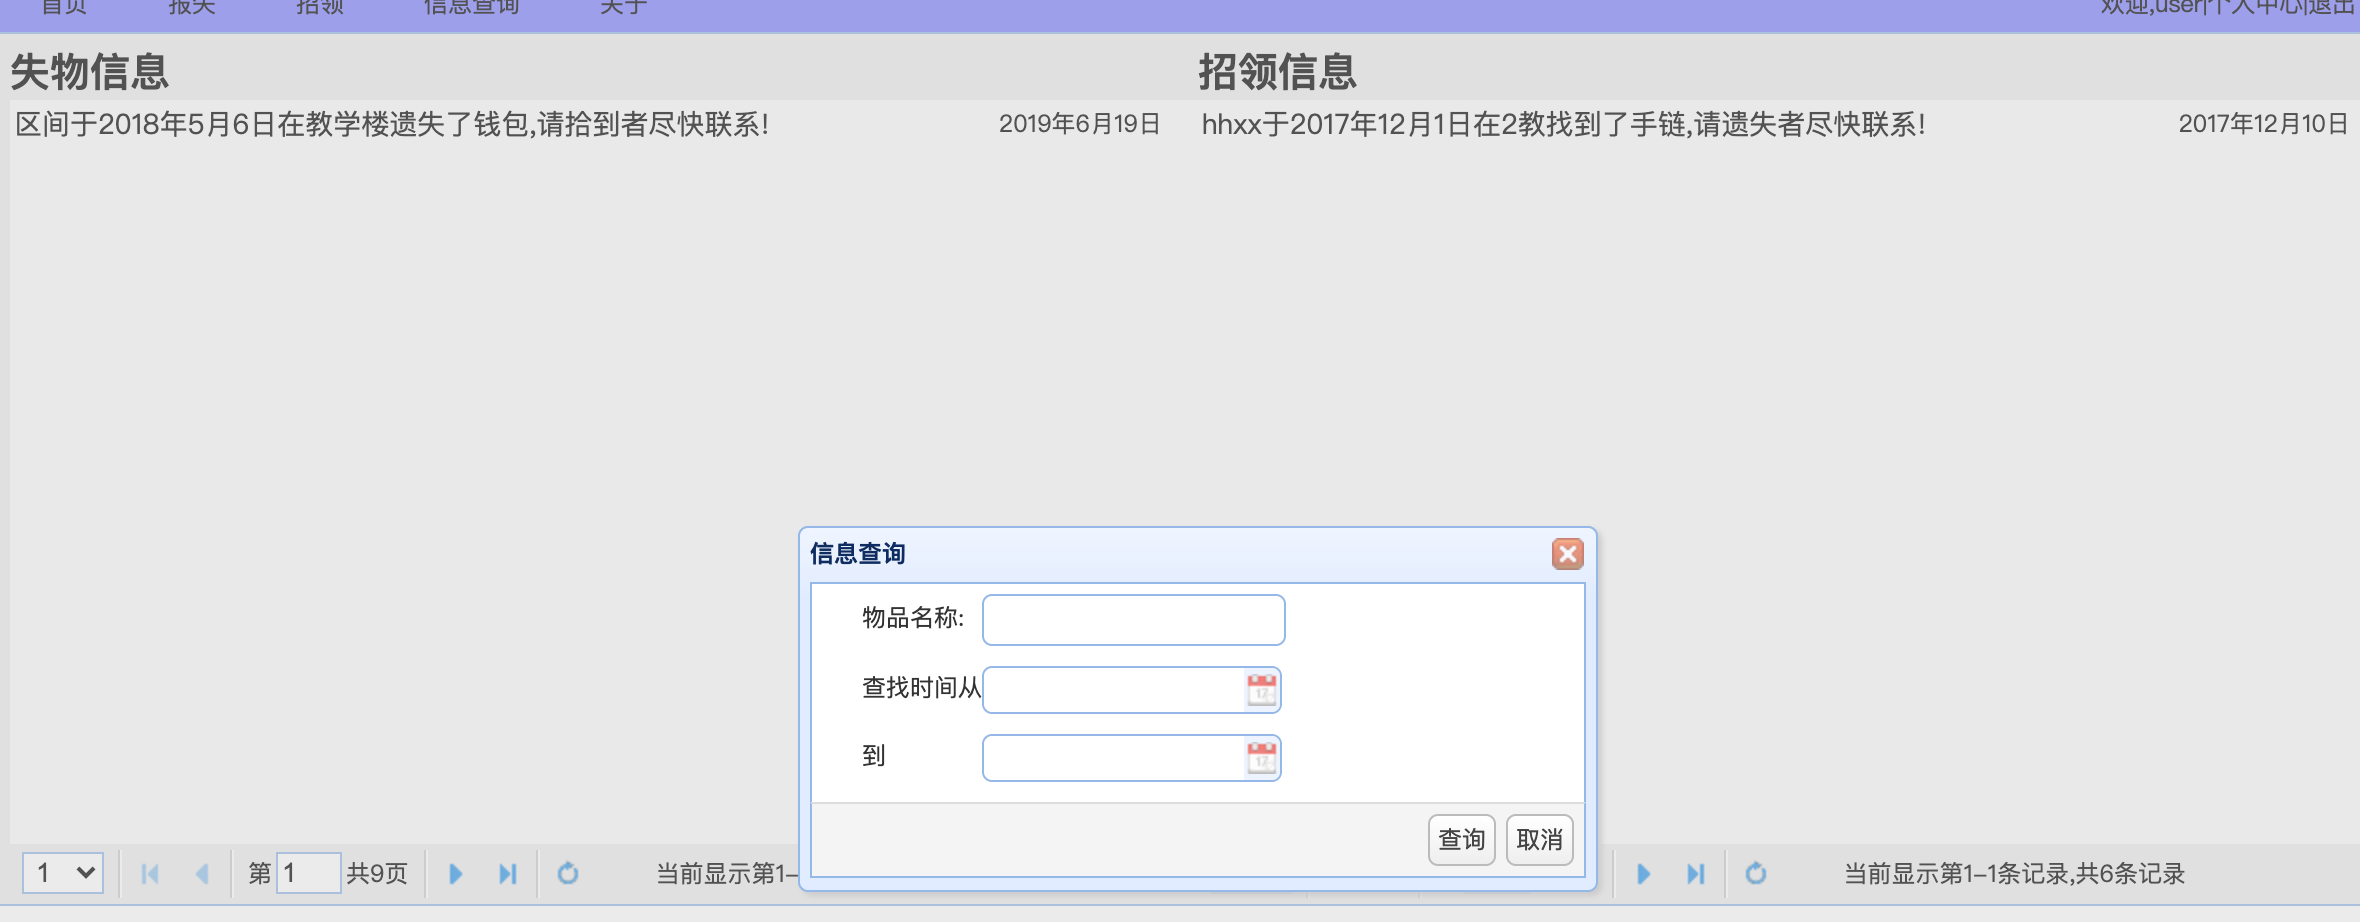 首页 报失 招领 信息查询 关于 欢迎,user|个人中心|退出
失物信息
区间于2018年5月6日在教学楼遗失了钱包,请拾到者尽快联系! 2019年6月19日
招领信息
hhxx于2017年12月1日在2教找到了手链,请遗失者尽快联系! 2017年12月10日
信息查询
物品名称:
查找时间从
到
查询 取消
1 第 1 共9页 当前显示第1–
当前显示第1–1条记录,共6条记录